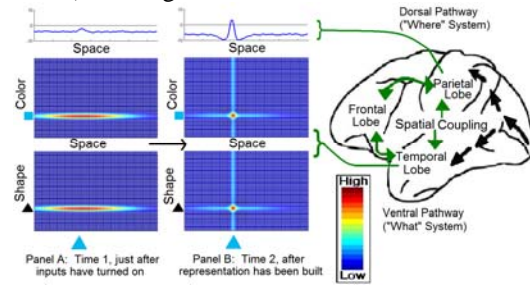 Space
Space
Color
Color
Space
Space
Shape
Shape
Panel A: Time 1, just after
inputs have turned on
Panel B: Time 2, after
representation has been built
Dorsal Pathway
("Where" System)
Parietal
Lobe
Frontal
Lobe
Spatial Coupling
Temporal
Lobe
High
Low
Ventral Pathway
("What" System)